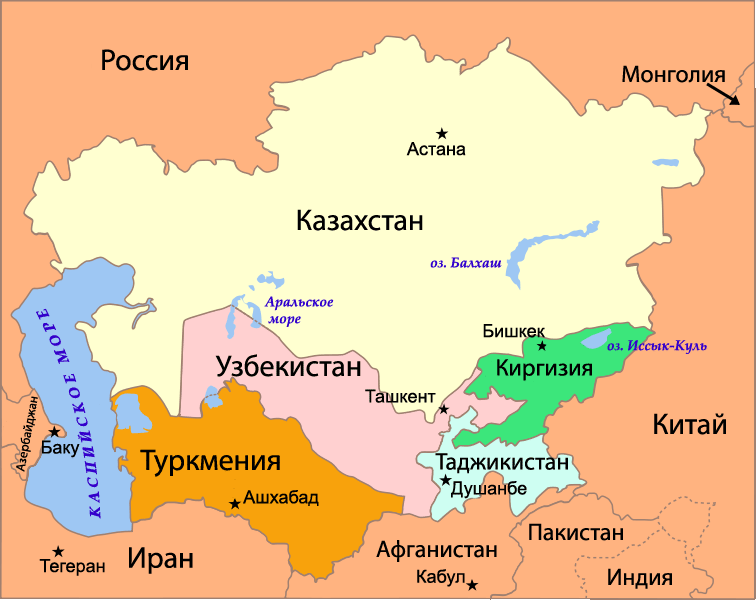 Россия
Монголия
Астана
Казахстан
оз. Балхаш
Аральское
море
КАСПИЙСКОЕ МОРЕ
Бишкек
оз. Иссык-Куль
Узбекистан
Киргизия
Ташкент
Азербайджан
Баку
Китай
Туркмения
Таджикистан
Душанбе
Ашхабад
Пакистан
Афганистан
Иран
Тегеран
Кабул
Индия